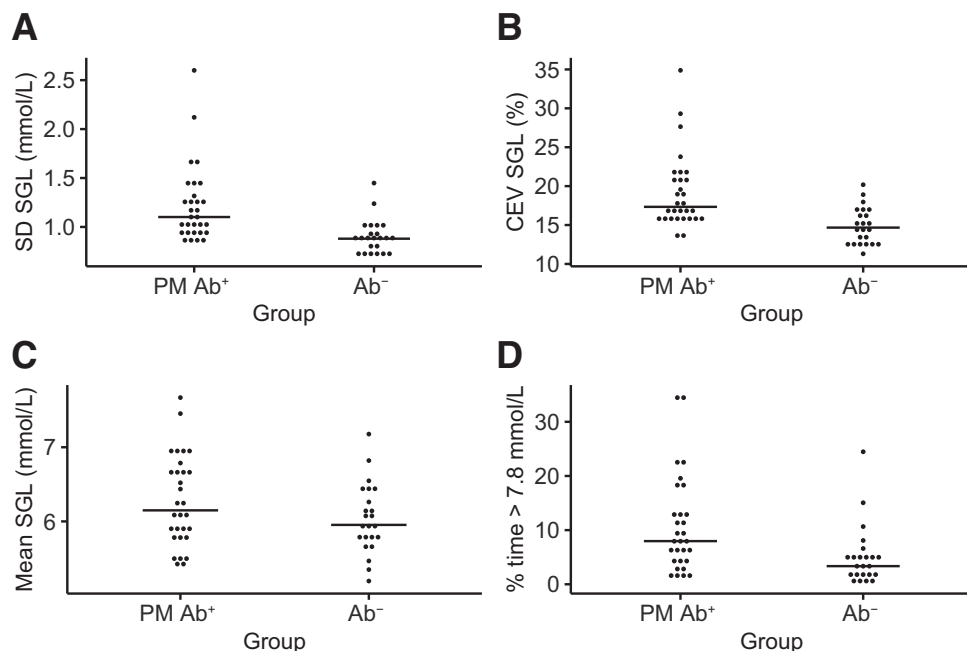 A
SD SGL (mmol/L)
2.5
2.0
1.5
1.0
PM Ab⁺
Ab⁻
Group
B
CEV SGL (%)
35
30
25
20
15
10
PM Ab⁺
Ab⁻
Group
C
Mean SGL (mmol/L)
7
6
PM Ab⁺
Ab⁻
Group
D
% time > 7.8 mmol/L
30
20
10
0
PM Ab⁺
Ab⁻
Group